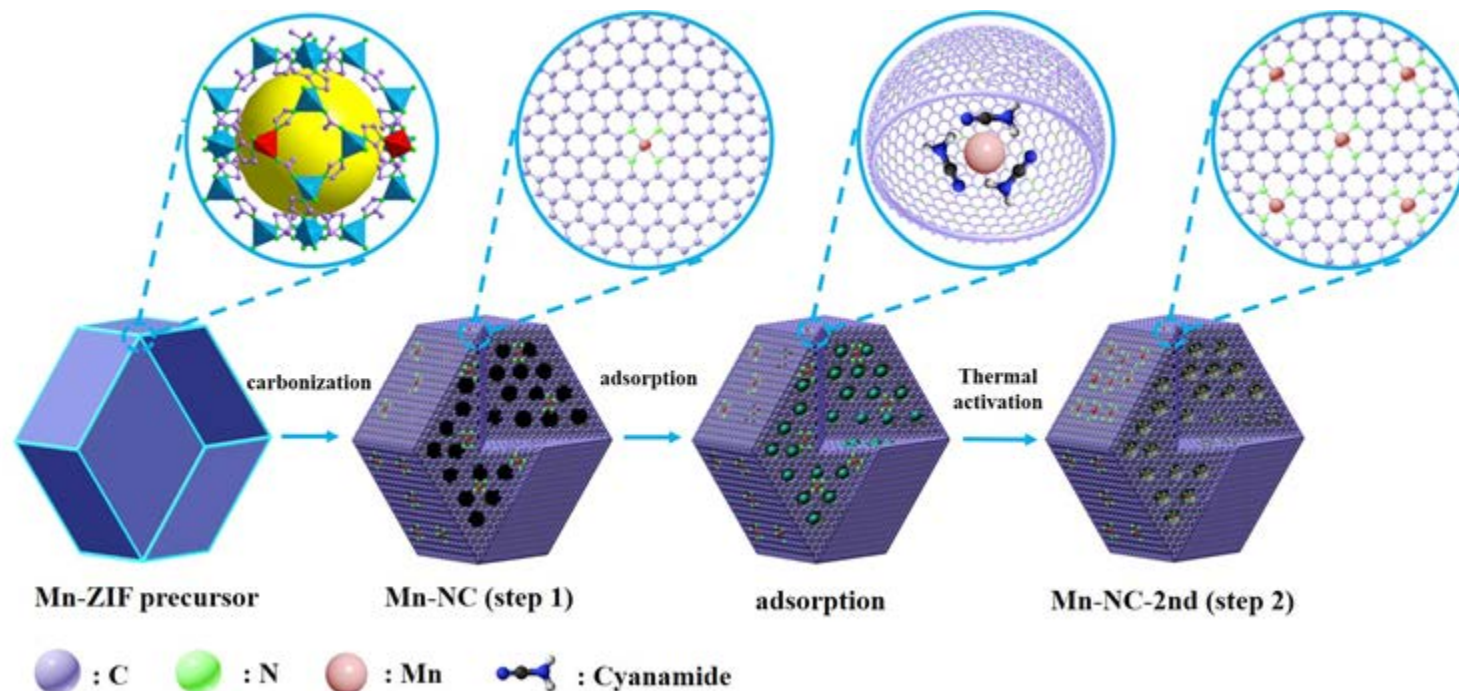 carbonization
adsorption
Thermal
activation
Mn-ZIF precursor
Mn-NC (step 1)
adsorption
Mn-NC-2nd (step 2)
: C
: N
: Mn
: Cyanamide